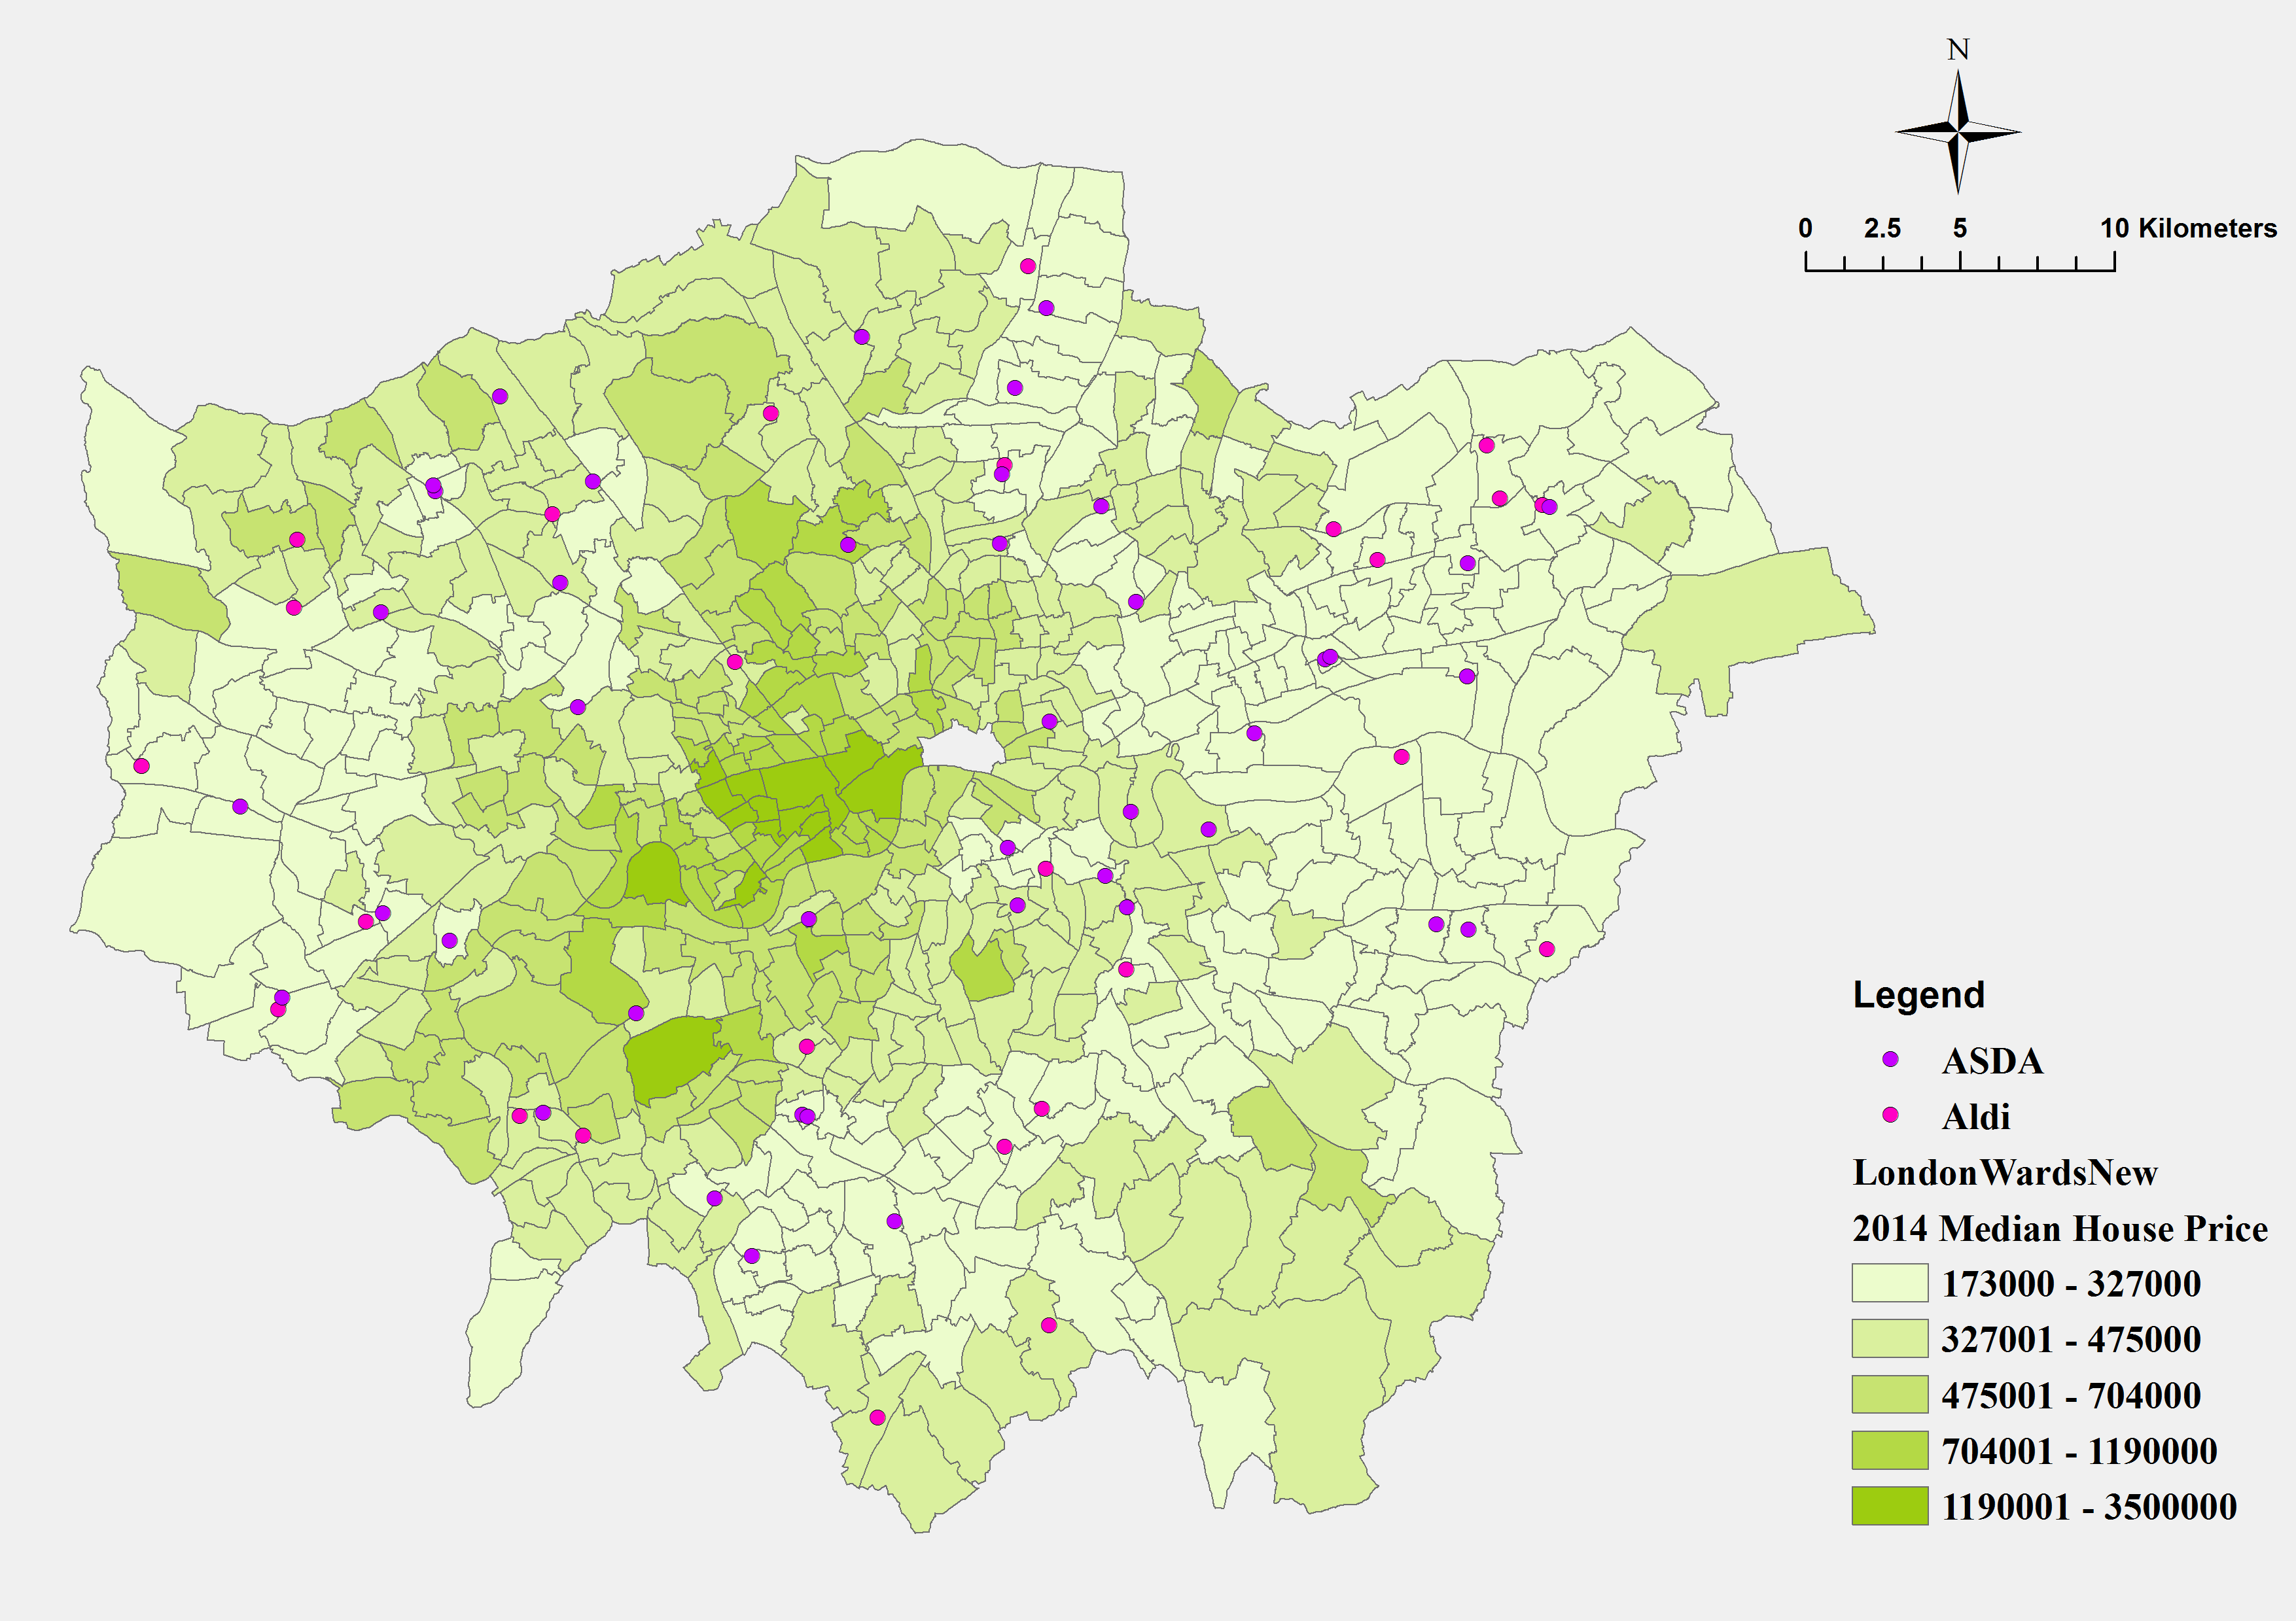 N
0 2.5 5 10 Kilometers
Legend
ASDA
Aldi
LondonWardsNew
2014 Median House Price
173000 - 327000
327001 - 475000
475001 - 704000
704001 - 1190000
1190001 - 3500000